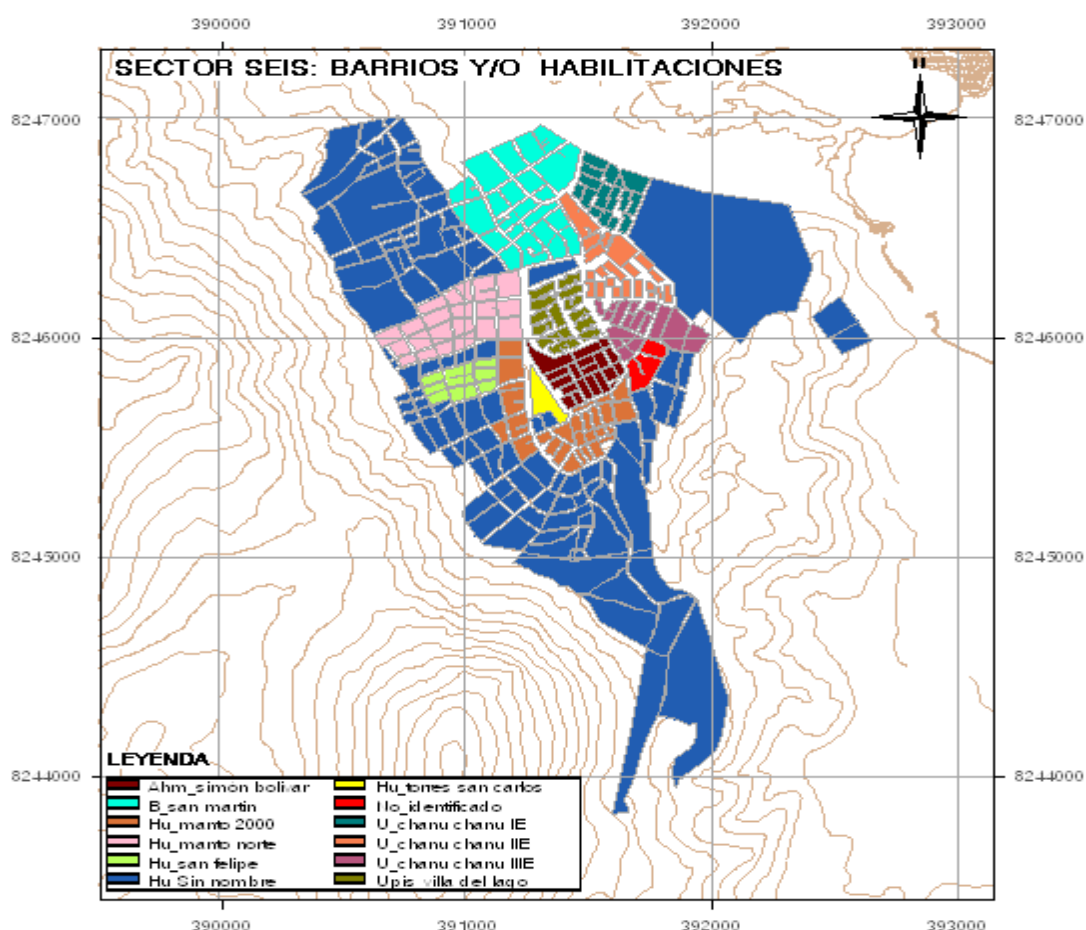 390000 391000 392000 393000
SECTOR SEIS: BARRIOS Y/O HABILITACIONES
8247000 8247000
8246000 8246000
8245000 8245000
8244000 8244000
LEYENDA
Ahm_simon bolivar
B_san martin
Hu_manto 2000
Hu_manto norte
Hu_san felipe
Hu_Sin nombre
Hu_torres san carlos
No_identificado
U_chanu chanu IE
U_chanu chanu IIE
U_chanu chanu IIIE
Upis_villa del lago
390000 391000 392000 393000